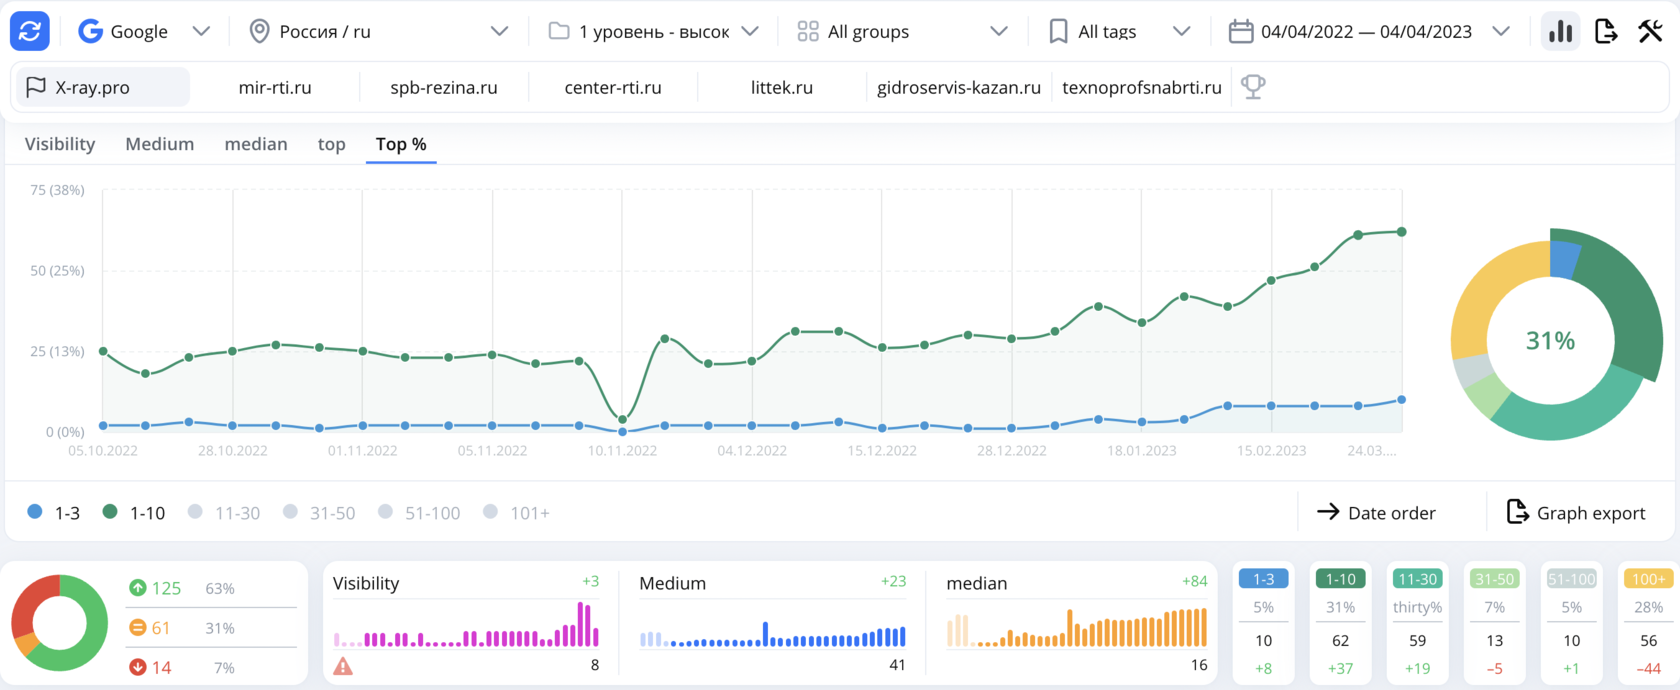 Google Россия / ru 1 уровень - высок All groups All tags 04/04/2022 — 04/04/2023
X-ray.pro mir-rti.ru spb-rezina.ru center-rti.ru littek.ru gidroservis-kazan.ru texnoprofsnabrti.ru
Visibility Medium median top Top %
75 (38%)
50 (25%)
25 (13%)
0 (0%)
05.10.2022 28.10.2022 01.11.2022 05.11.2022 10.11.2022 04.12.2022 15.12.2022 28.12.2022 18.01.2023 15.02.2023 24.03....
31%
1-3 1-10 11-30 31-50 51-100 101+ Date order Graph export
125 63%
61 31%
14 7%
Visibility +3
8
Medium +23
41
median +84
16
1-3 1-10 11-30 31-50 51-100 100+
5% 31% thirty% 7% 5% 28%
10 62 59 13 10 56
+8 +37 +19 –5 +1 –44